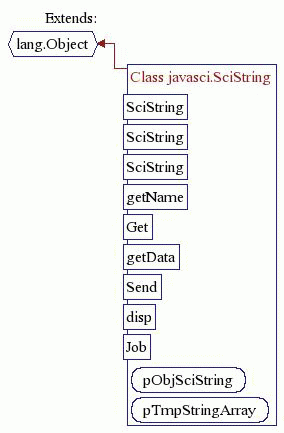 Extends:
lang.Object
Class javasci.SciString
SciString
SciString
SciString
getName
Get
getData
Send
disp
Job
pObjSciString
pTmpStringArray